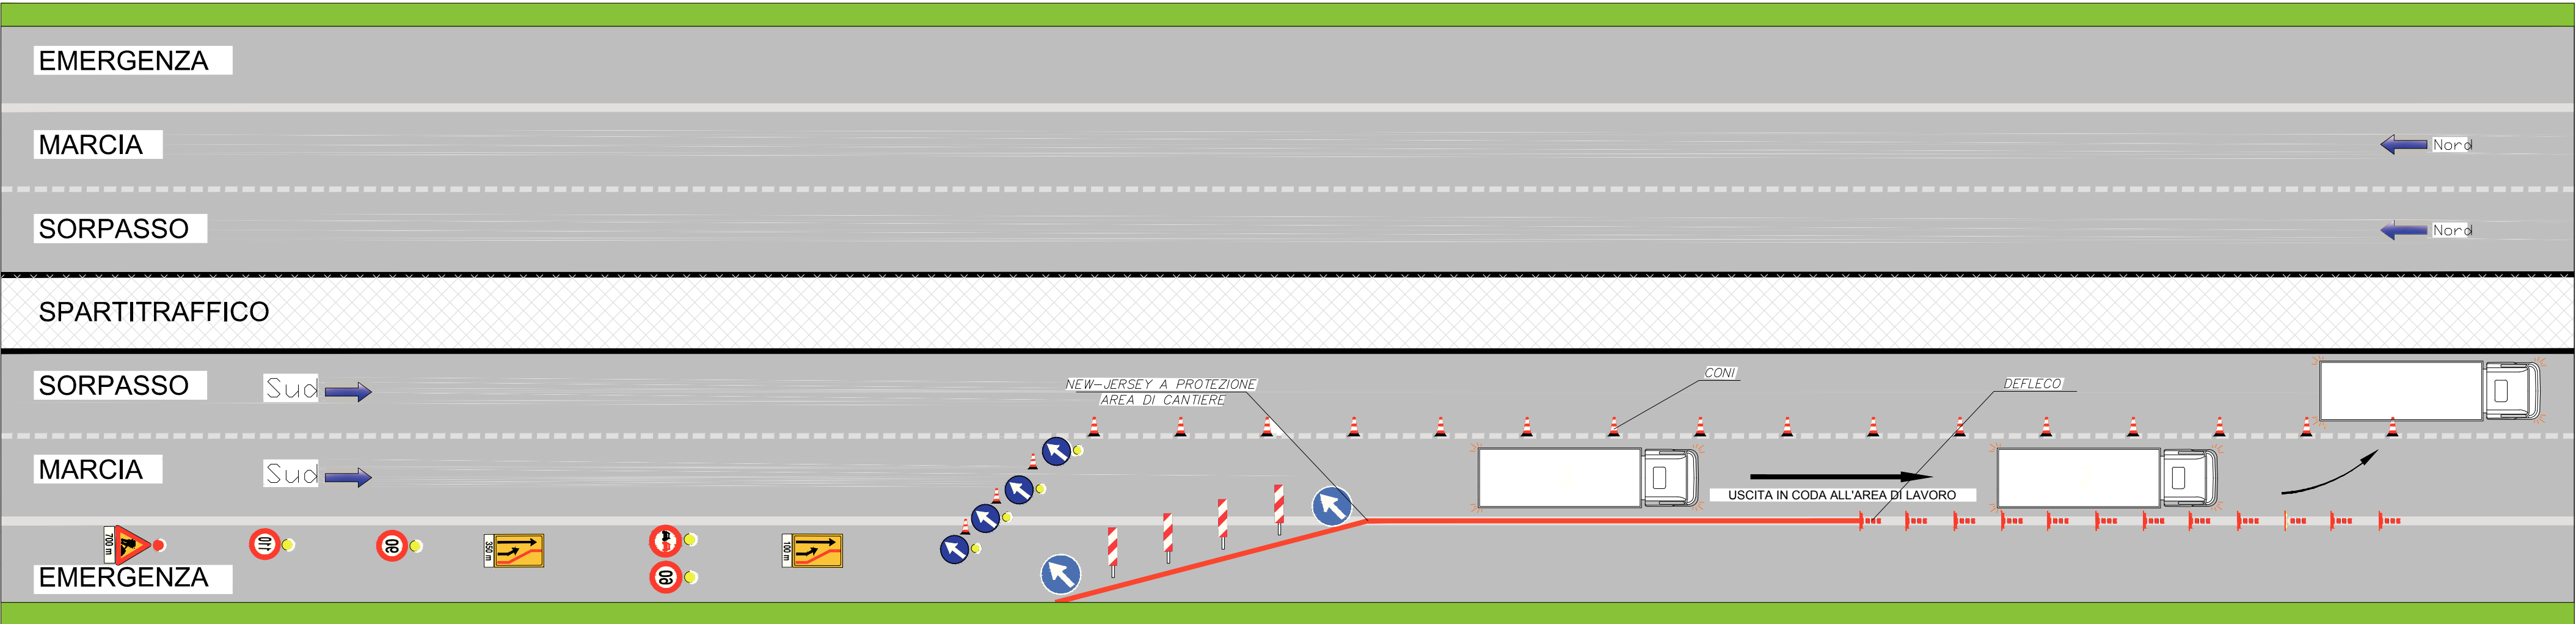 EMERGENZA
MARCIA
Nord
SORPASSO
Nord
SPARTITRAFFICO
SORPASSO
Sud
NEW-JERSEY A PROTEZIONE
AREA DI CANTIERE
CONI
DEFLECO
MARCIA
Sud
USCITA IN CODA ALL'AREA DI LAVORO
700 m
110
90
350 m
60
100 m
EMERGENZA